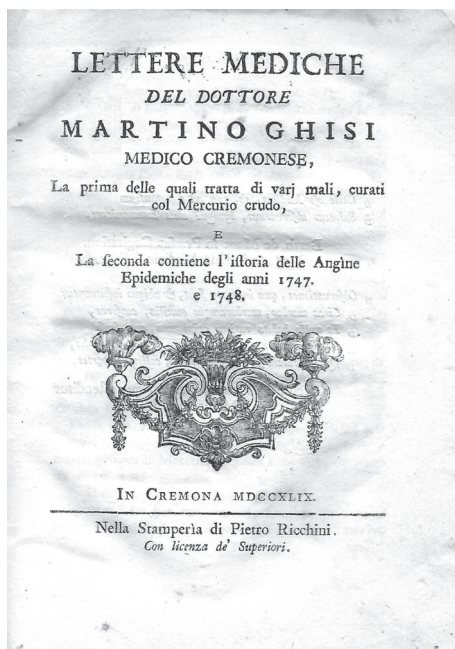 LETTERE MEDICHE
DEL DOTTORE
MARTINO GHISI
MEDICO CREMONESE,
La prima delle quali tratta di varj mali, curati
col Mercurio crudo,
E
La ſeconda contiene l'iſtoria delle Angìne
Epidemiche degli anni 1747.
e 1748.
IN CREMONA MDCCXLIX.
Nella Stamperìa di Pietro Ricchini.
Con licenza de' Superiori.